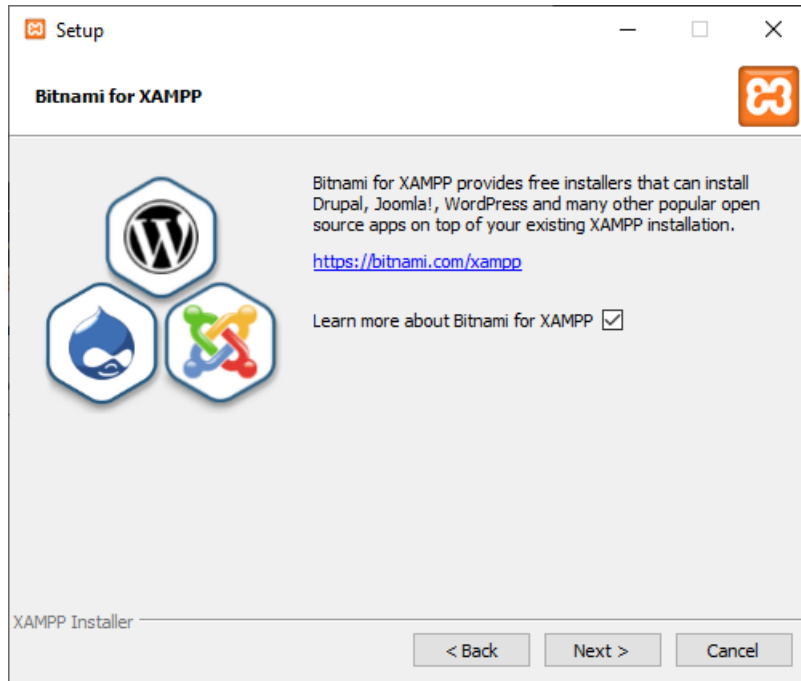 Setup
Bitnami for XAMPP
Bitnami for XAMPP provides free installers that can install
Drupal, Joomla!, WordPress and many other popular open
source apps on top of your existing XAMPP installation.
https://bitnami.com/xampp
Learn more about Bitnami for XAMPP
XAMPP Installer
< Back
Next >
Cancel